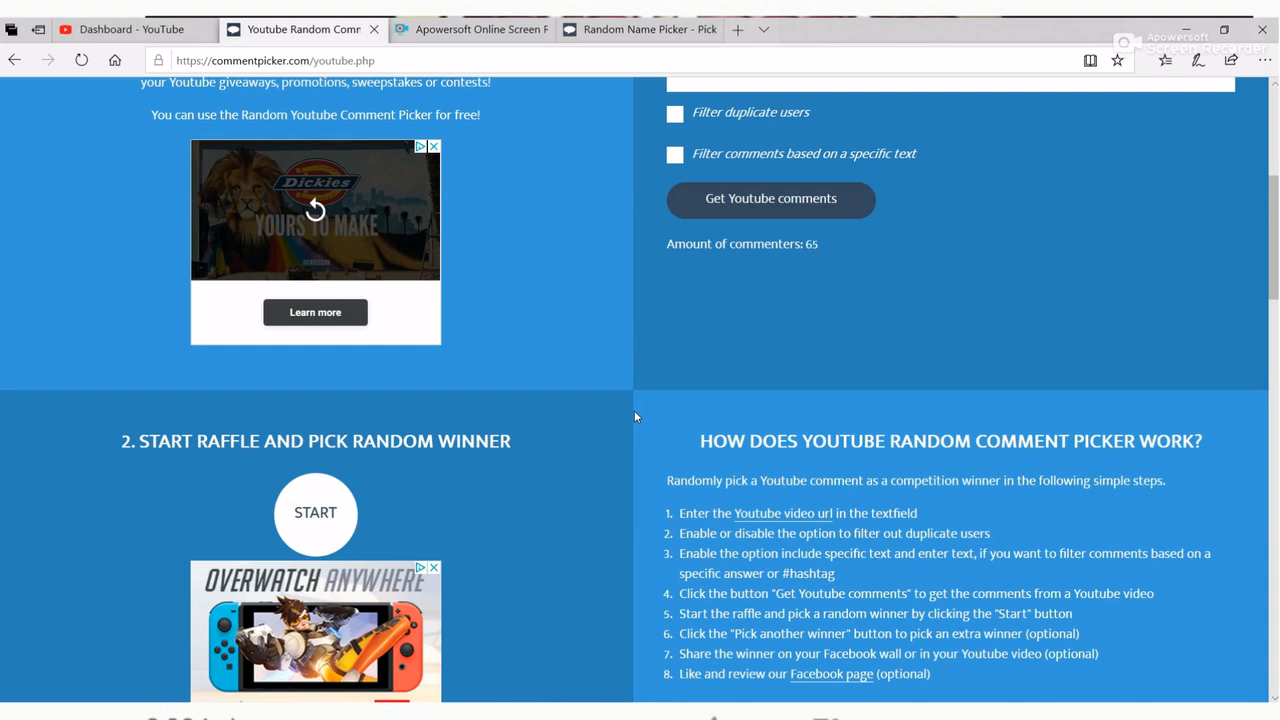 Dashboard - YouTube
Youtube Random Comm
Apowersoft Online Screen R
Random Name Picker - Pick
Apowersoft
Screen Recorder
https://commentpicker.com/youtube.php
your Youtube giveaways, promotions, sweepstakes or contests!
You can use the Random Youtube Comment Picker for free!
Dickies
YOURS TO MAKE
Learn more
Filter duplicate users
Filter comments based on a specific text
Get Youtube comments
Amount of commenters: 65
2. START RAFFLE AND PICK RANDOM WINNER
START
OVERWATCH ANYWHERE
HOW DOES YOUTUBE RANDOM COMMENT PICKER WORK?
Randomly pick a Youtube comment as a competition winner in the following simple steps.
1. Enter the Youtube video url in the textfield
2. Enable or disable the option to filter out duplicate users
3. Enable the option include specific text and enter text, if you want to filter comments based on a
specific answer or #hashtag
4. Click the button "Get Youtube comments" to get the comments from a Youtube video
5. Start the raffle and pick a random winner by clicking the "Start" button
6. Click the "Pick another winner" button to pick an extra winner (optional)
7. Share the winner on your Facebook wall or in your Youtube video (optional)
8. Like and review our Facebook page (optional)